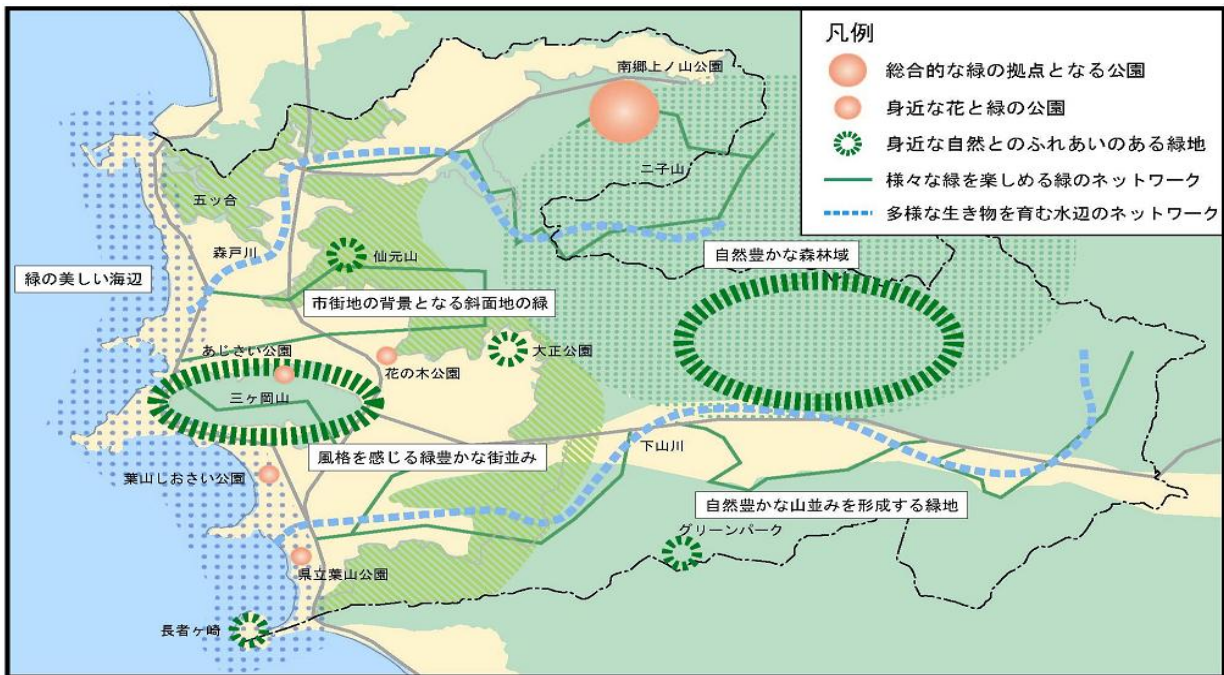 凡例
総合的な緑の拠点となる公園
身近な花と緑の公園
身近な自然とのふれあいのある緑地
様々な緑を楽しめる緑のネットワーク
多様な生き物を育む水辺のネットワーク
南郷上ノ山公園
二子山
五ッ合
森戸川
仙元山
自然豊かな森林域
緑の美しい海辺
市街地の背景となる斜面地の緑
あじさい公園
花の木公園
大正公園
三ヶ岡山
風格を感じる緑豊かな街並み
下山川
葉山しおさい公園
自然豊かな山並みを形成する緑地
グリーンパーク
県立葉山公園
長者ヶ崎